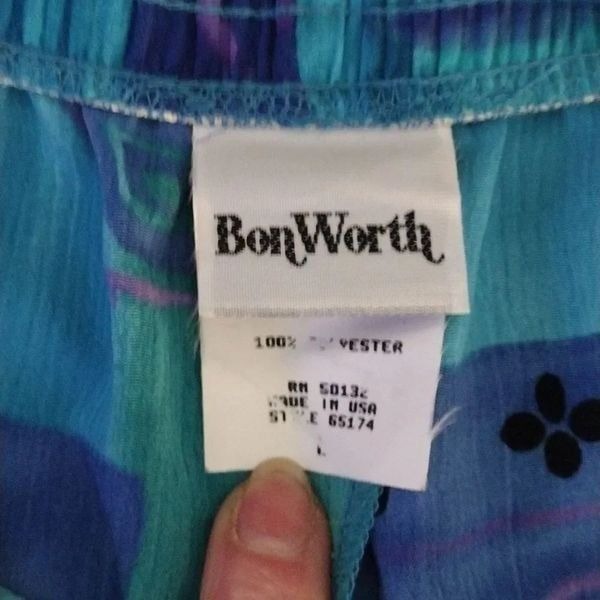 BonWorth
100% POLYESTER
RN 50132
MADE IN USA
STYLE 65174
L